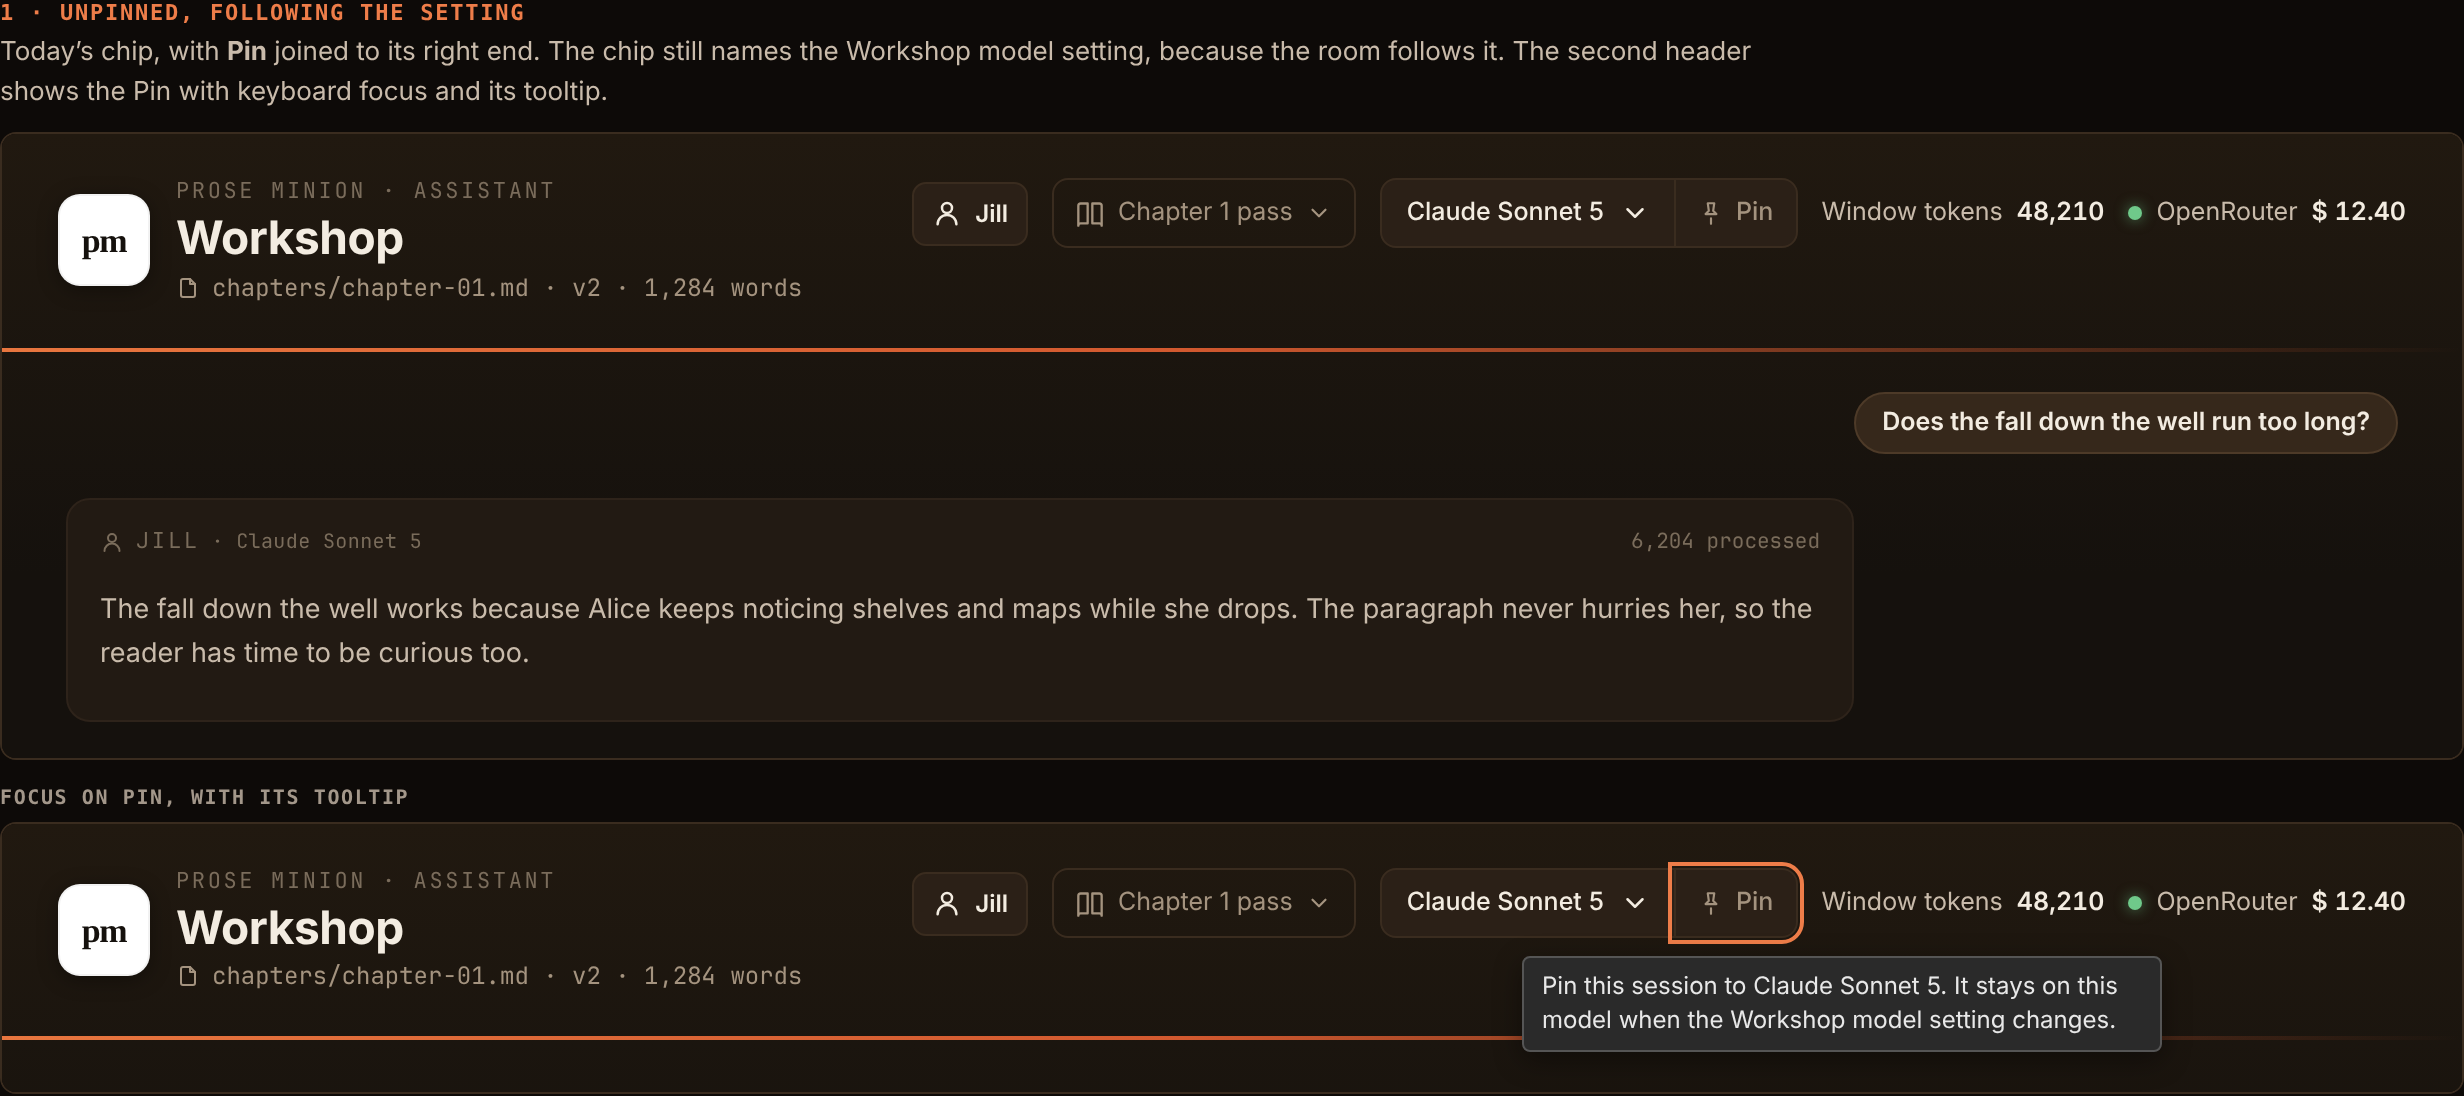 1 · UNPINNED, FOLLOWING THE SETTING
Today’s chip, with Pin joined to its right end. The chip still names the Workshop model setting, because the room follows it. The second header
shows the Pin with keyboard focus and its tooltip.
pm
PROSE MINION · ASSISTANT
Workshop
chapters/chapter-01.md · v2 · 1,284 words
Jill
Chapter 1 pass
Claude Sonnet 5
Pin
Window tokens 48,210
OpenRouter $ 12.40
Does the fall down the well run too long?
JILL · Claude Sonnet 5
6,204 processed
The fall down the well works because Alice keeps noticing shelves and maps while she drops. The paragraph never hurries her, so the
reader has time to be curious too.
FOCUS ON PIN, WITH ITS TOOLTIP
pm
PROSE MINION · ASSISTANT
Workshop
chapters/chapter-01.md · v2 · 1,284 words
Jill
Chapter 1 pass
Claude Sonnet 5
Pin
Window tokens 48,210
OpenRouter $ 12.40
Pin this session to Claude Sonnet 5. It stays on this
model when the Workshop model setting changes.